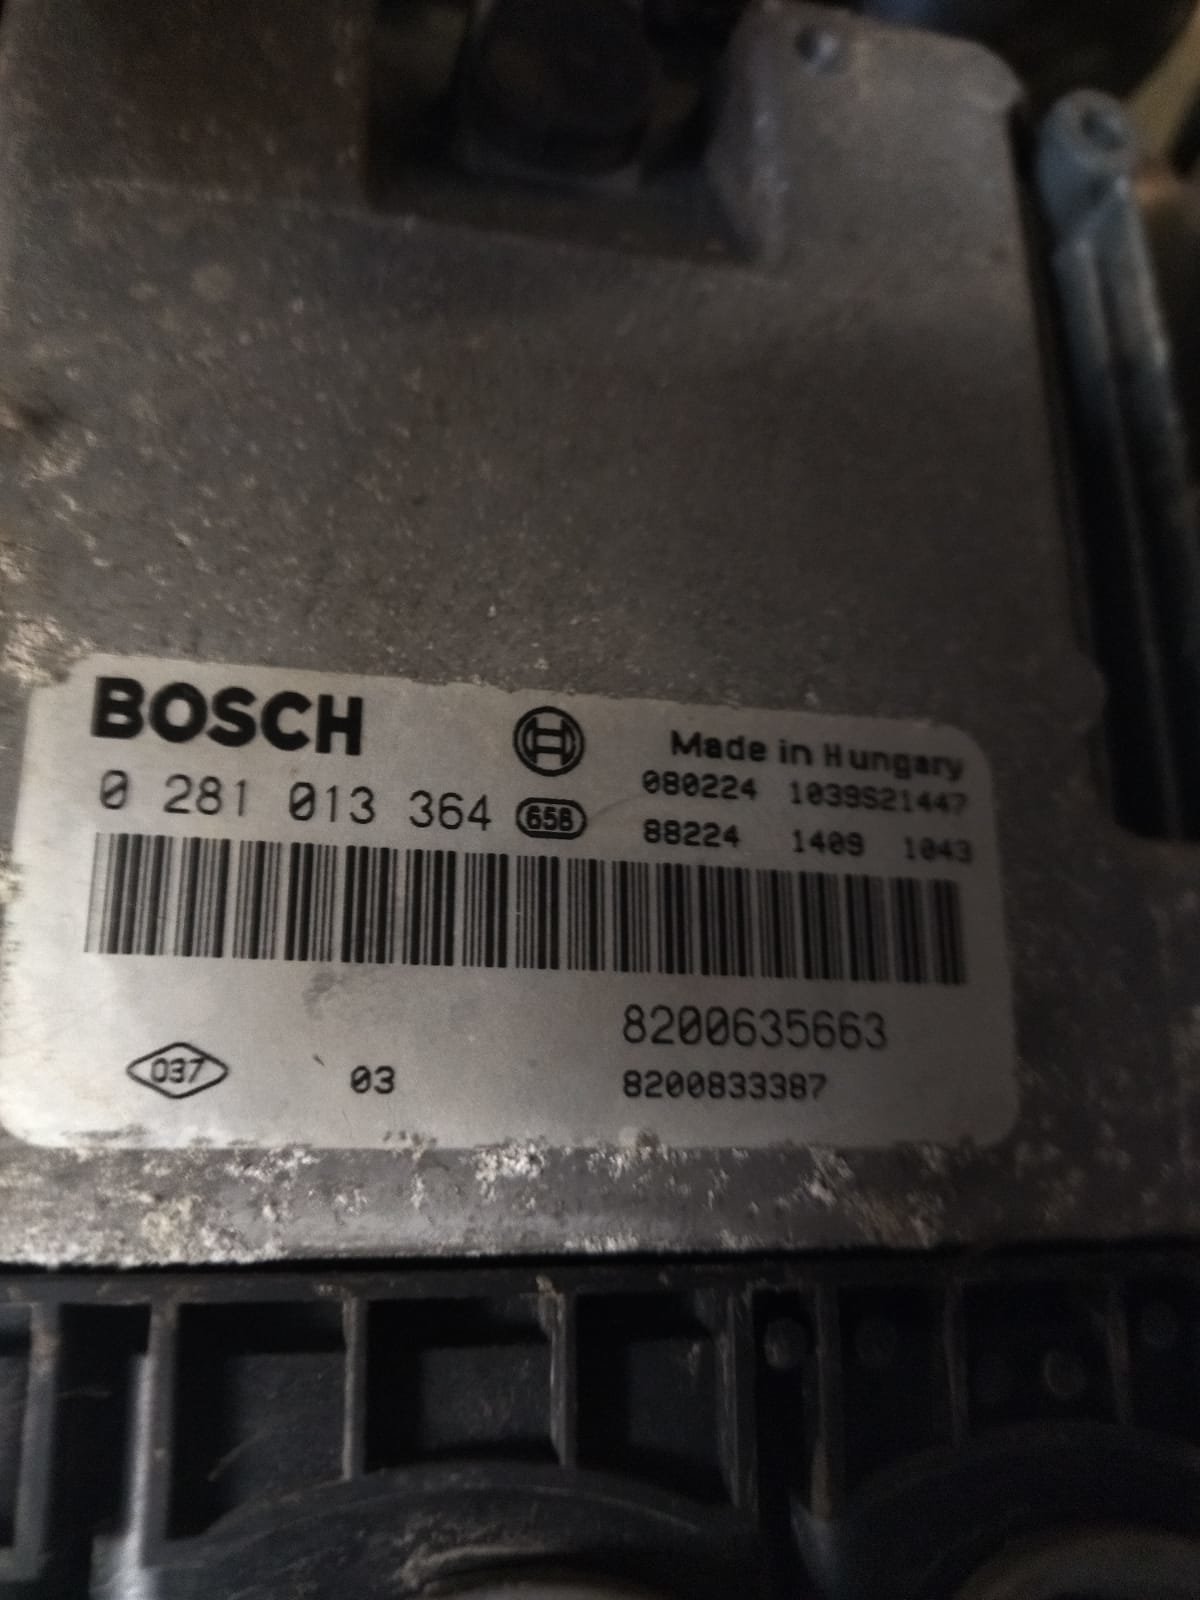 BOSCH
Made in Hungary
080224 1039S21447
0 281 013 364 658
88224 1409 1043
8200635663
037 03 8200833387